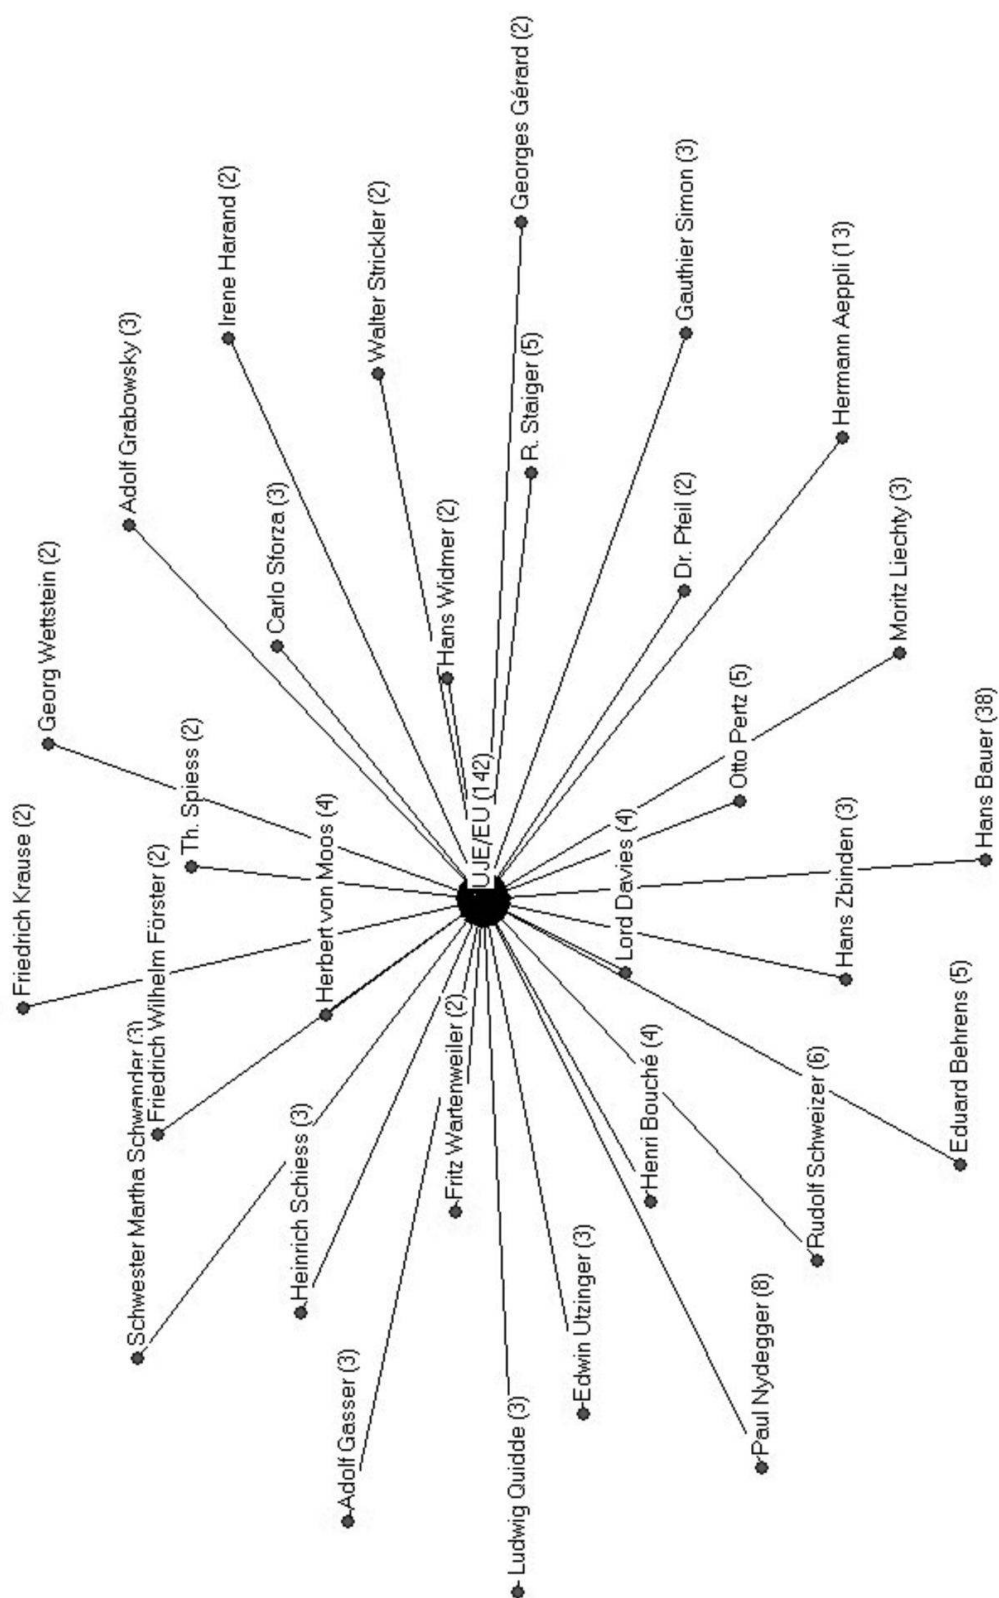 Friedrich Krause (2)
Georg Wettstein (2)
Adolf Grabowsky (3)
Schwester Martha Schwander (3)
Friedrich Wilhelm Förster (2)
Th. Spiess (2)
Irene Harand (2)
Carlo Sforza (3)
Heinrich Schiess (3)
Herbert von Moos (4)
Adolf Gasser (3)
Walter Strickler (2)
Fritz Wartenweiler (2)
Hans Widmer (2)
UJE/EU (142)
Ludwig Quidde (3)
Georges Gérard (2)
R. Staiger (5)
Edwin Utzinger (3)
Lord Davies (4)
Henri Bouché (4)
Dr. Pfeil (2)
Gauthier Simon (3)
Otto Pertz (5)
Paul Nydegger (8)
Rudolf Schweizer (6)
Hans Zbinden (3)
Hermann Aeppli (13)
Moritz Liechty (3)
Eduard Behrens (5)
Hans Bauer (38)